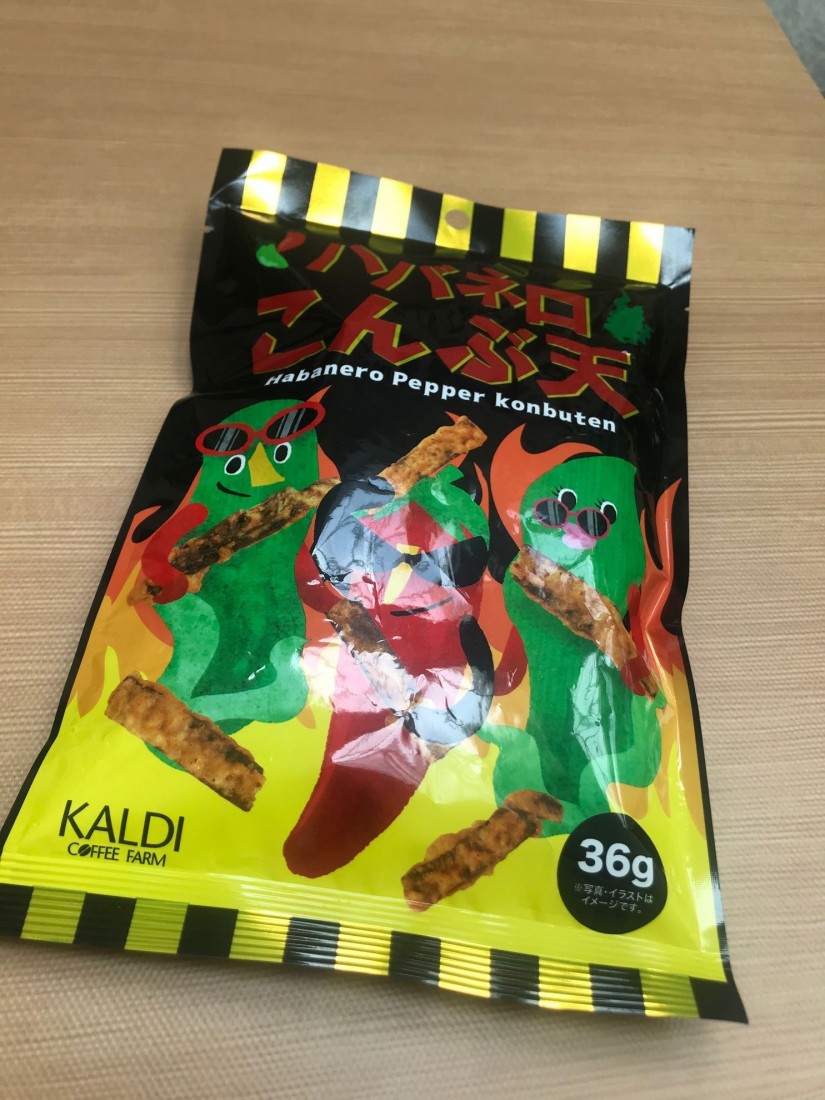 ハバネロ
こんぶ天
Habanero Pepper konbuten
KALDI
COFFEE FARM
36g
※写真・イラストは
イメージです。